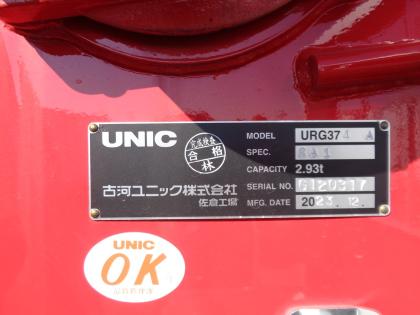 UNIC
完成検査
合格
林
古河ユニック株式会社
佐倉工場
MODEL URG374
SPEC.
CAPACITY 2.93t
SERIAL NO. G120317
MFG. DATE 2023.12.
UNIC
OK